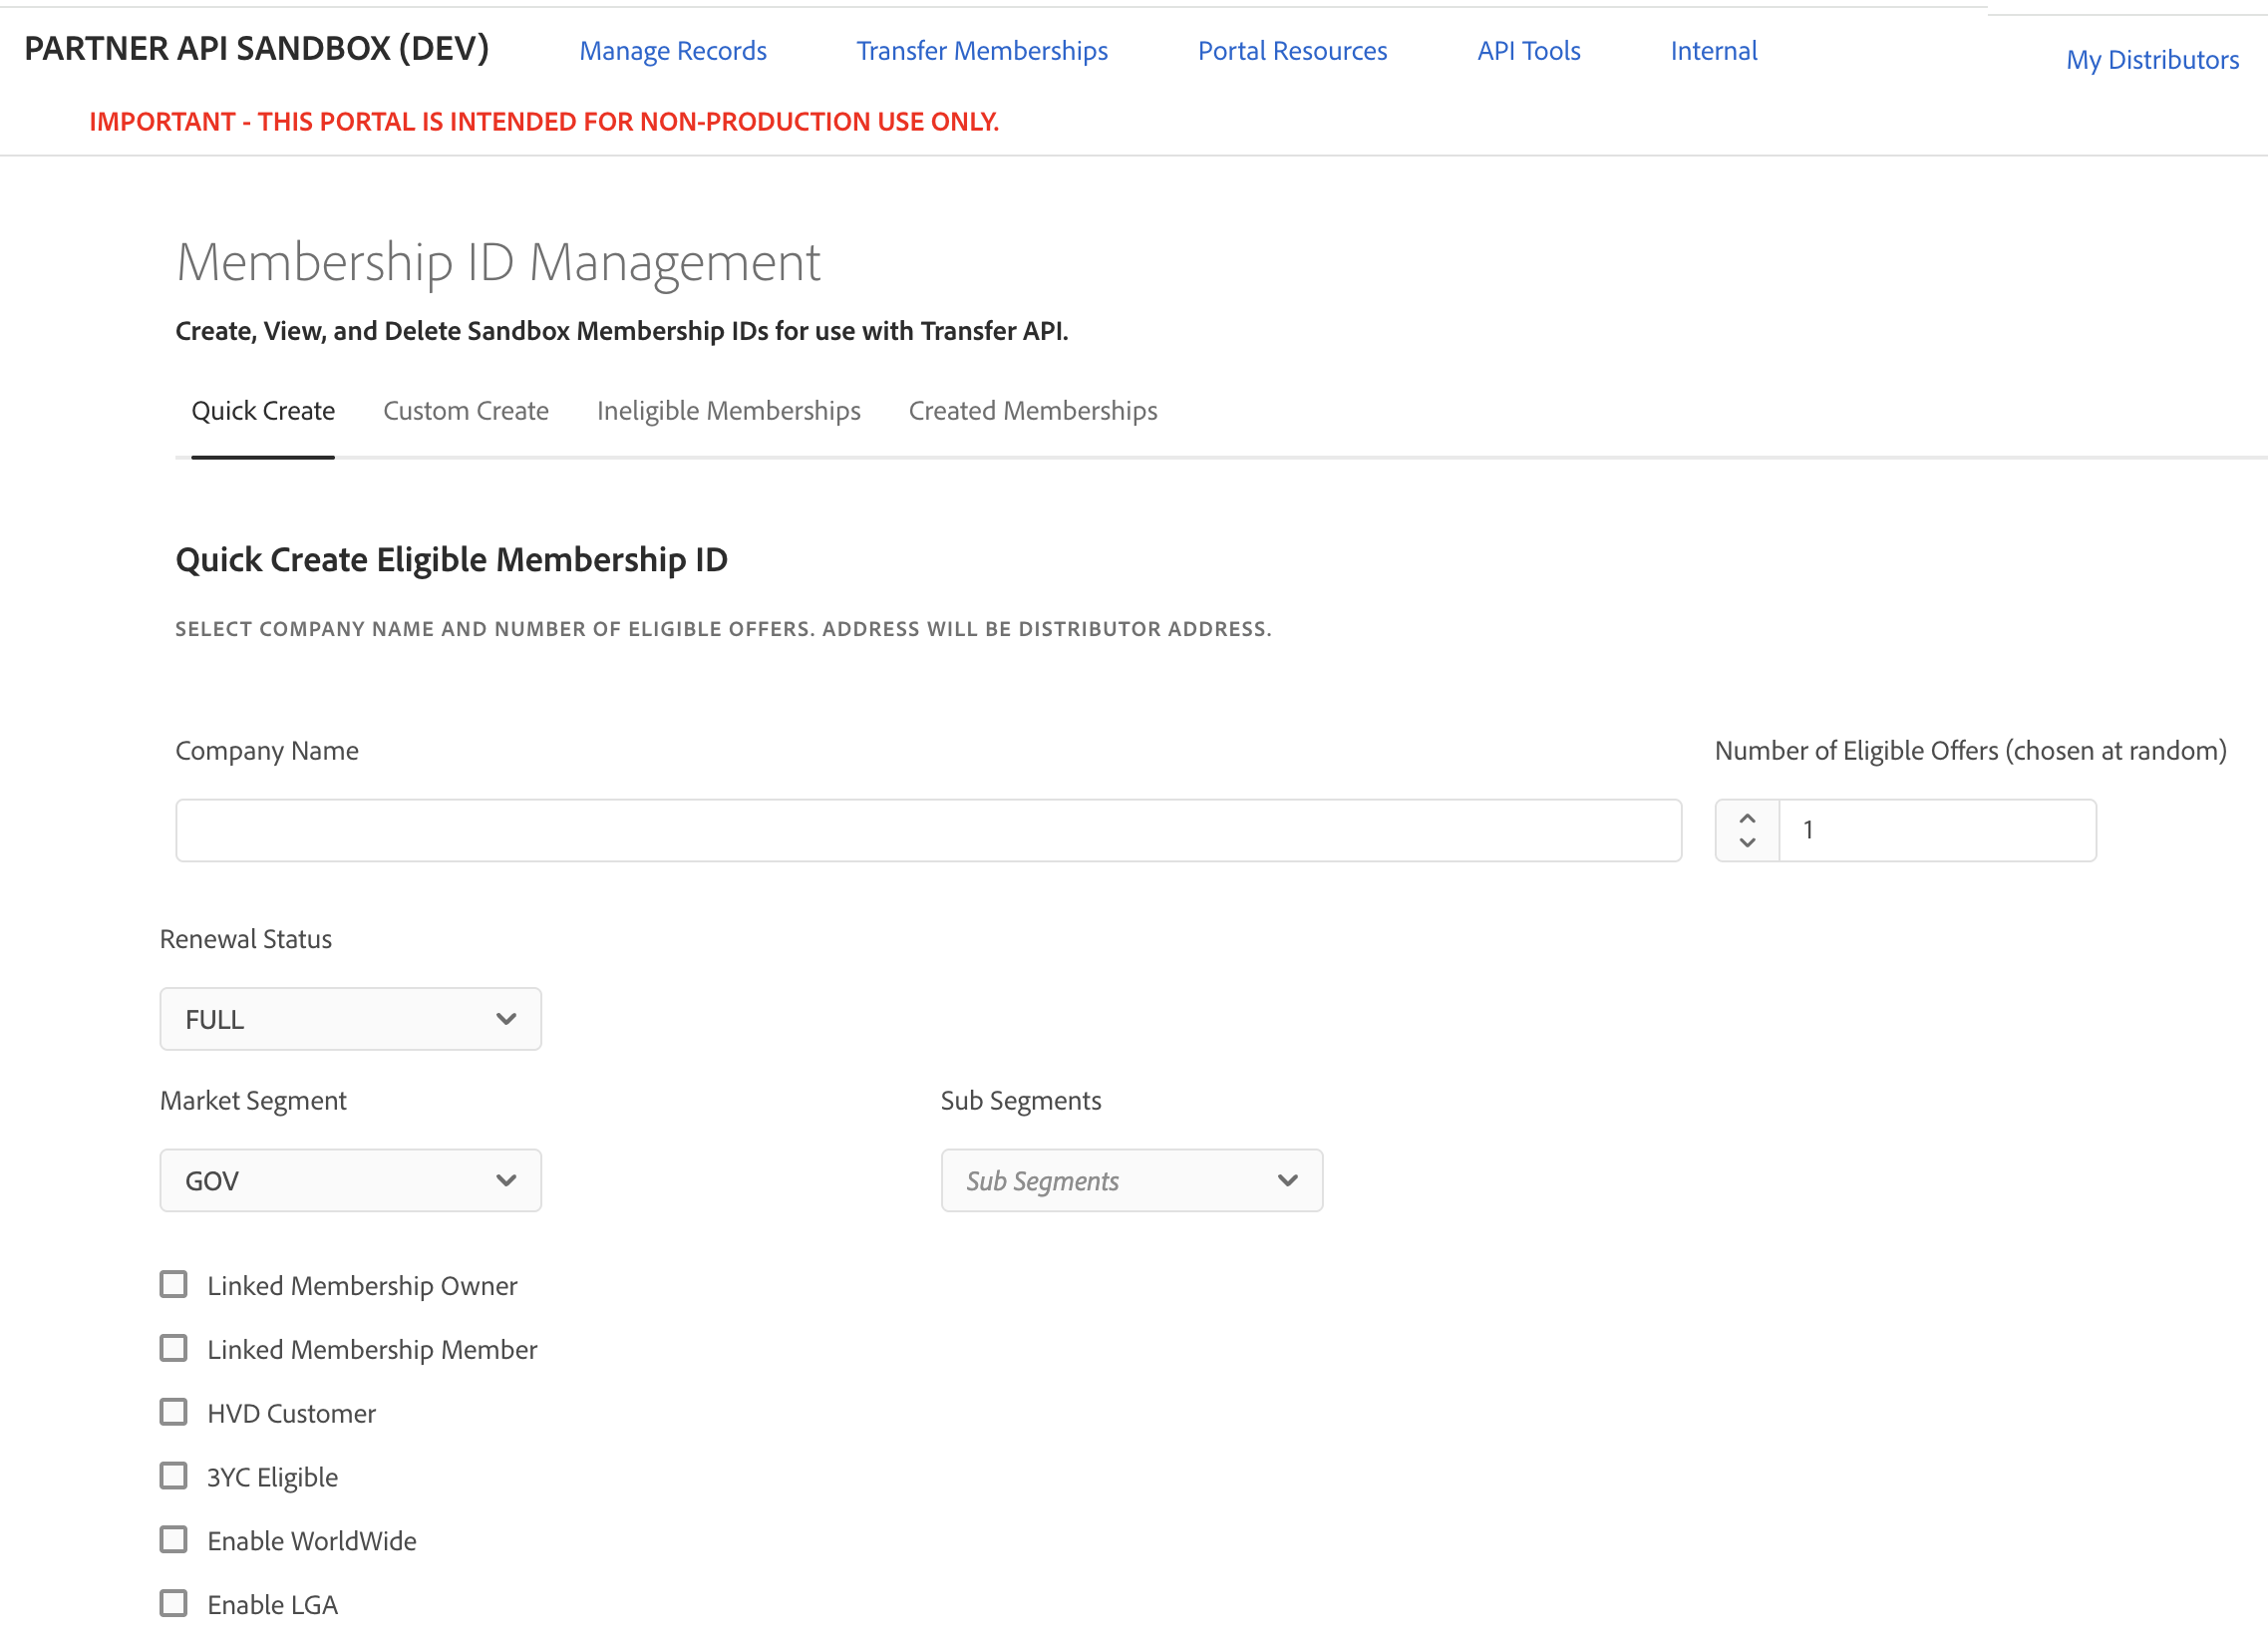 PARTNER API SANDBOX (DEV) Manage Records Transfer Memberships Portal Resources API Tools Internal My Distributors
IMPORTANT - THIS PORTAL IS INTENDED FOR NON-PRODUCTION USE ONLY.
Membership ID Management
Create, View, and Delete Sandbox Membership IDs for use with Transfer API.
Quick Create Custom Create Ineligible Memberships Created Memberships
Quick Create Eligible Membership ID
SELECT COMPANY NAME AND NUMBER OF ELIGIBLE OFFERS. ADDRESS WILL BE DISTRIBUTOR ADDRESS.
Company Name Number of Eligible Offers (chosen at random)
1
Renewal Status
FULL
Market Segment Sub Segments
GOV Sub Segments
Linked Membership Owner
Linked Membership Member
HVD Customer
3YC Eligible
Enable WorldWide
Enable LGA